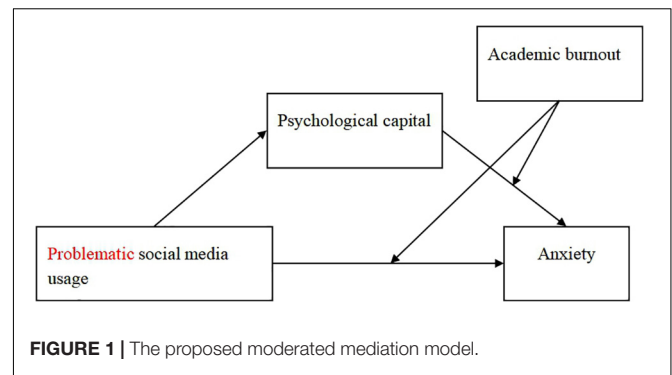 Academic burnout
Psychological capital
Problematic social media
usage
Anxiety
FIGURE 1 | The proposed moderated mediation model.